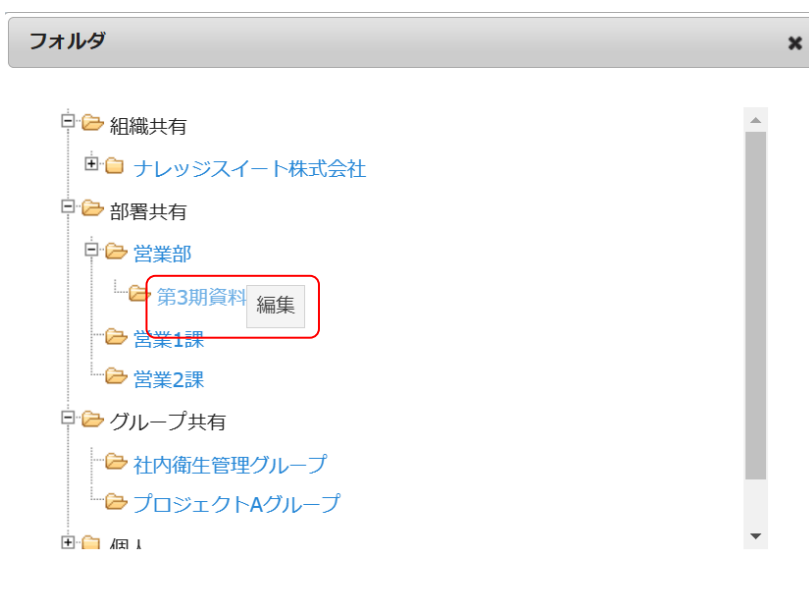 フォルダ
組織共有
ナレッジスイート株式会社
部署共有
営業部
第3期資料 編集
営業1課
営業2課
グループ共有
社内衛生管理グループ
プロジェクトAグループ
個人